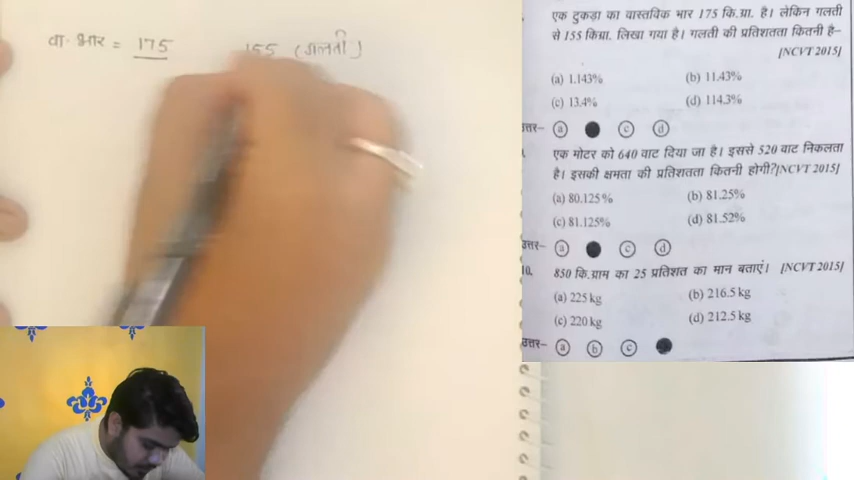 वा. भार = 175 155 (गलती)
एक टुकड़ा का वास्तविक भार 175 कि.ग्रा. है। लेकिन गलती
से 155 किग्रा. लिखा गया है। गलती की प्रतिशतता कितनी है–
[NCVT 2015]
(a) 1.143% (b) 11.43%
(c) 13.4% (d) 114.3%
उत्तर– a c d
एक मोटर को 640 वाट दिया जा है। इससे 520 वाट निकलता
है। इसकी क्षमता की प्रतिशतता कितनी होगी?[NCVT 2015]
(a) 80.125% (b) 81.25%
(c) 81.125% (d) 81.52%
उत्तर– a c d
10. 850 कि.ग्राम का 25 प्रतिशत का मान बताएं। [NCVT 2015]
(a) 225 kg (b) 216.5 kg
(c) 220 kg (d) 212.5 kg
उत्तर– a b c